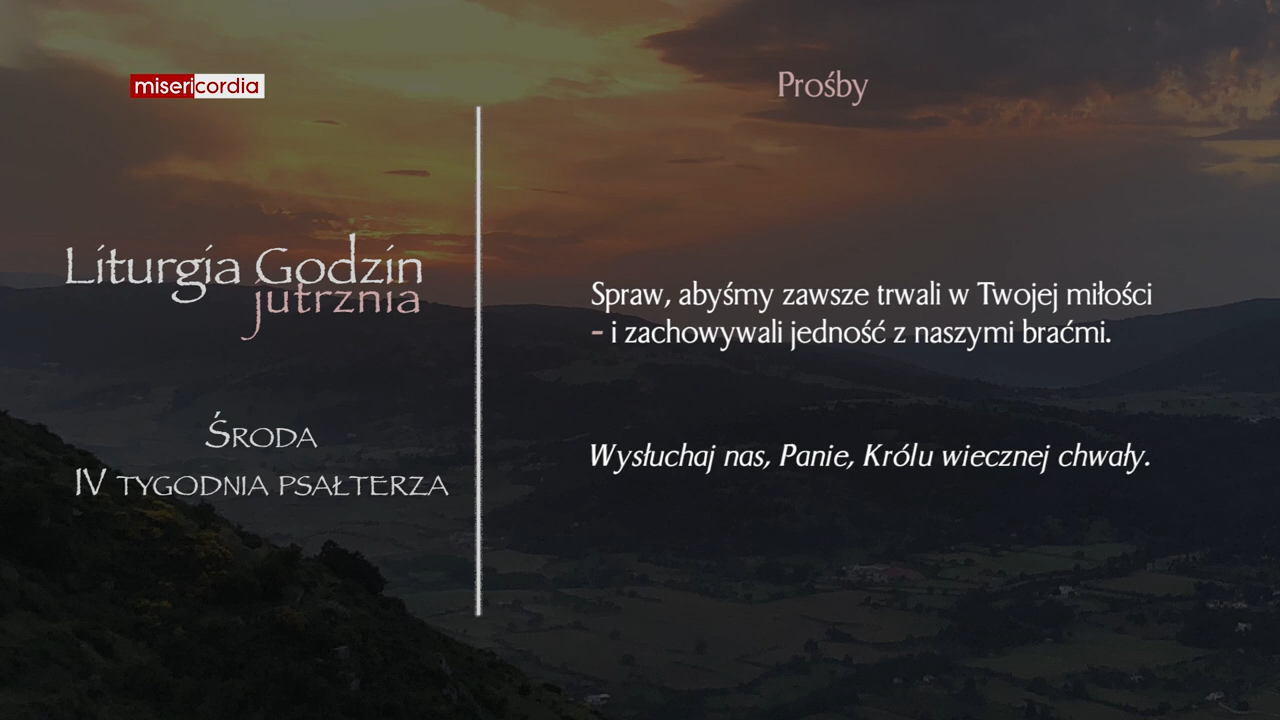 misericordia
Liturgia Godzin
jutrznia
Środa
IV tygodnia psałterza
Prośby
Spraw, abyśmy zawsze trwali w Twojej miłości
– i zachowywali jedność z naszymi braćmi.
Wysłuchaj nas, Panie, Królu wiecznej chwały.